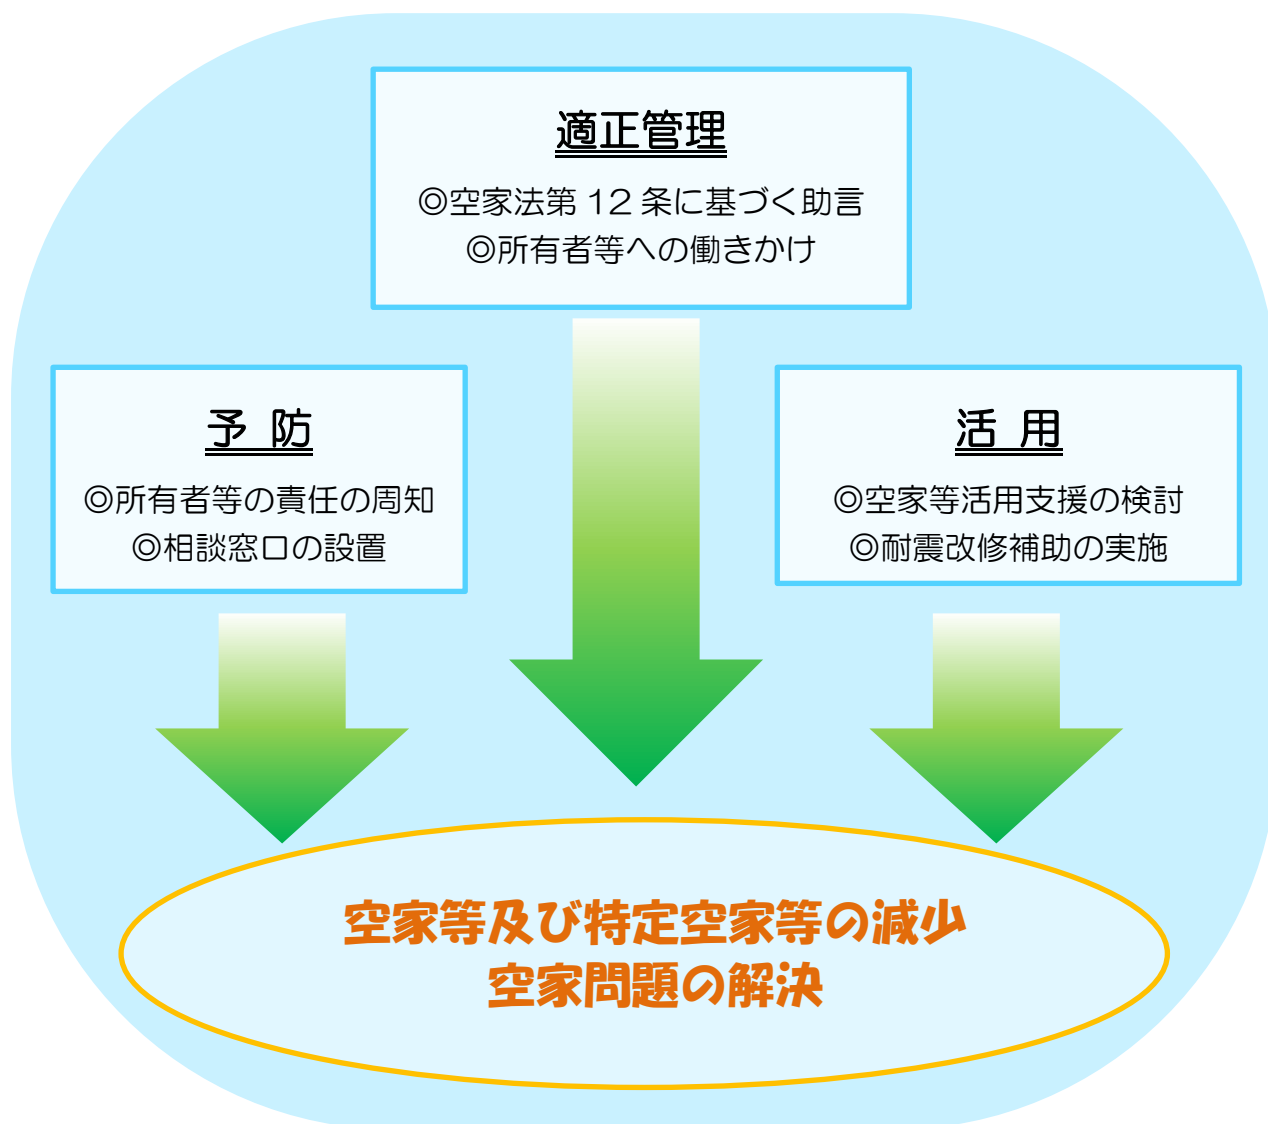 適正管理
◎空家法第 12 条に基づく助言
◎所有者等への働きかけ
予 防
◎所有者等の責任の周知
◎相談窓口の設置
活 用
◎空家等活用支援の検討
◎耐震改修補助の実施
空家等及び特定空家等の減少
空家問題の解決